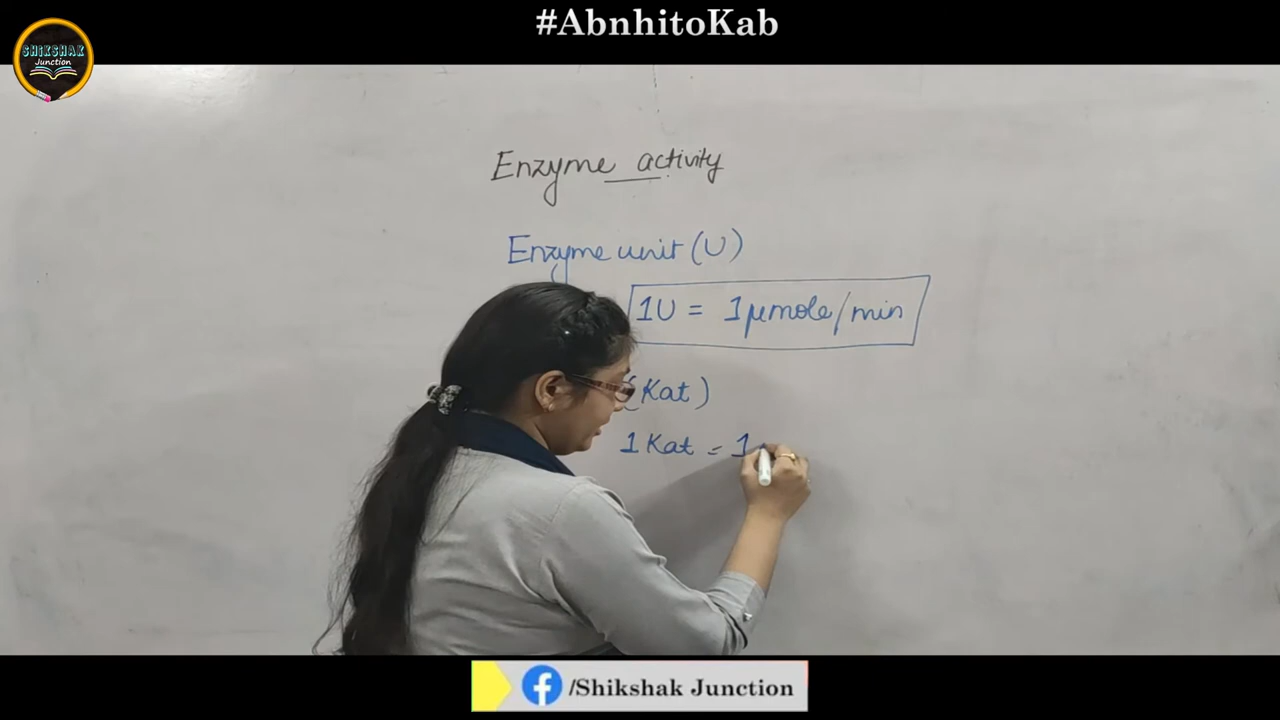 #AbnhitoKab
SHIKSHAK
Junction
Enzyme activity
Enzyme unit (U)
1U = 1μmole/min
(Kat)
1 Kat = 1
/Shikshak Junction